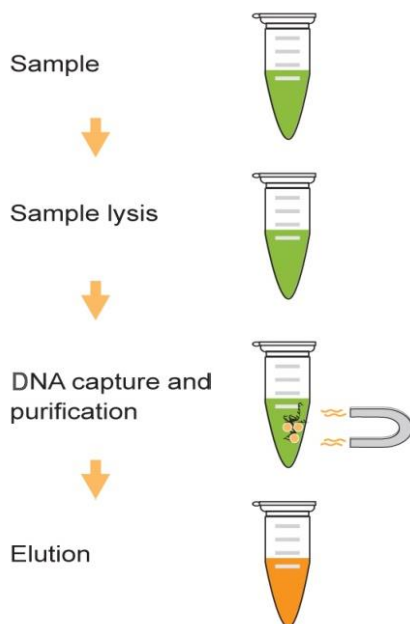 Sample
Sample lysis
DNA capture and
purification
Elution